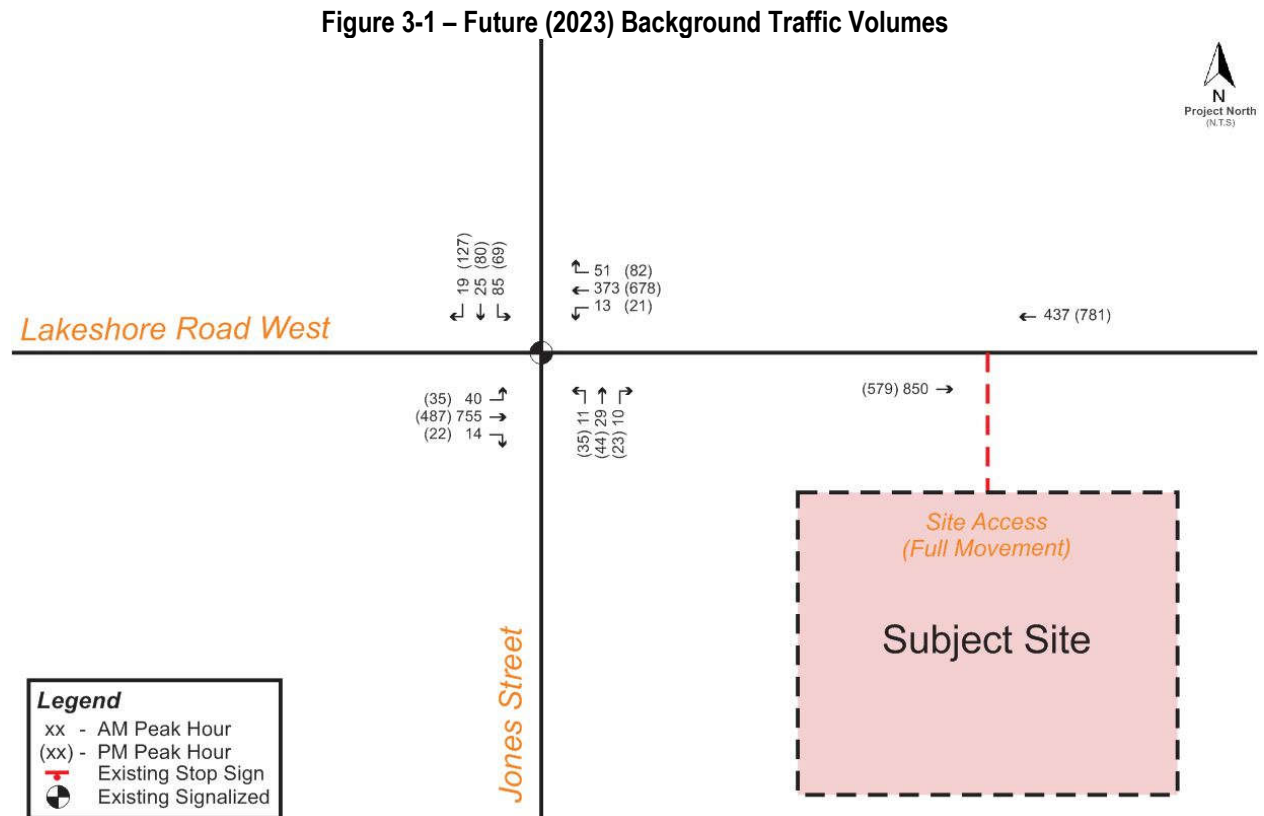 Figure 3-1 – Future (2023) Background Traffic Volumes
N
Project North
(N.T.S)
19 (127)
25 (80)
85 (69)
51 (82)
373 (678)
13 (21)
437 (781)
Lakeshore Road West
(35) 40
(487) 755
(22) 14
(35) 11
(44) 29
(23) 10
(579) 850
Site Access
(Full Movement)
Subject Site
Jones Street
Legend
xx - AM Peak Hour
(xx) - PM Peak Hour
Existing Stop Sign
Existing Signalized